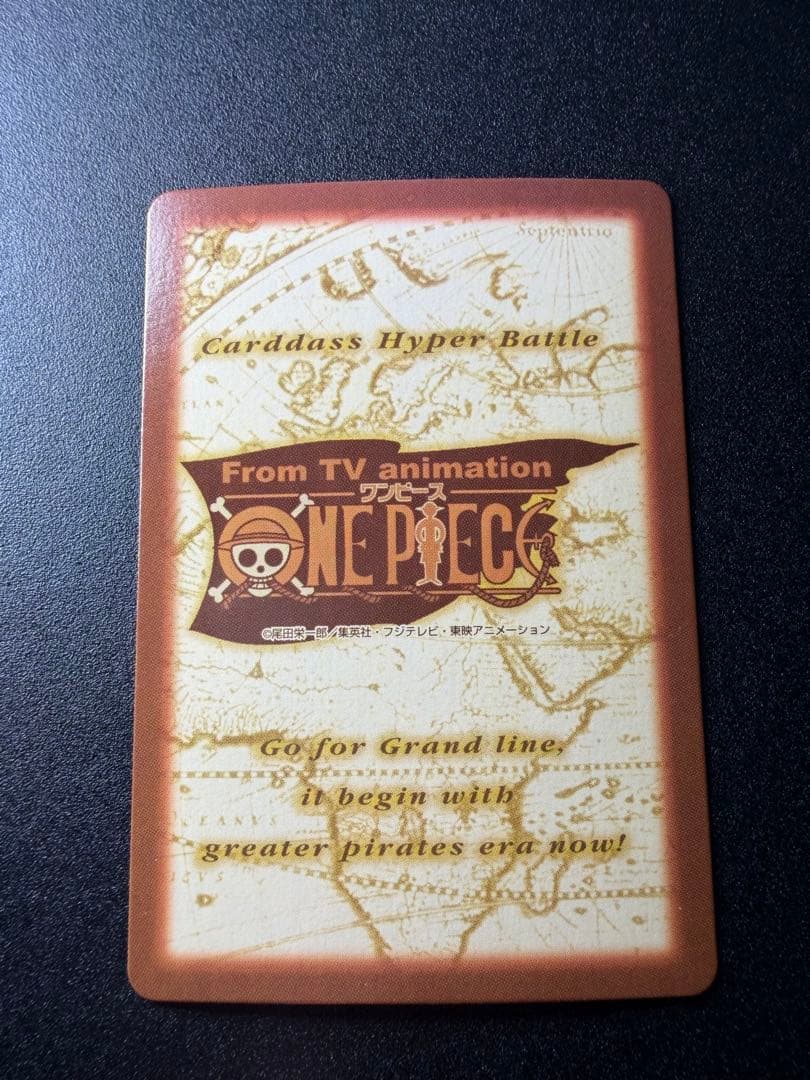 Septentrio
Carddass Hyper Battle
From TV animation
ワンピース
ONE PIECE
©尾田栄一郎／集英社・フジテレビ・東映アニメーション
Go for Grand line,
it begin with
greater pirates era now!